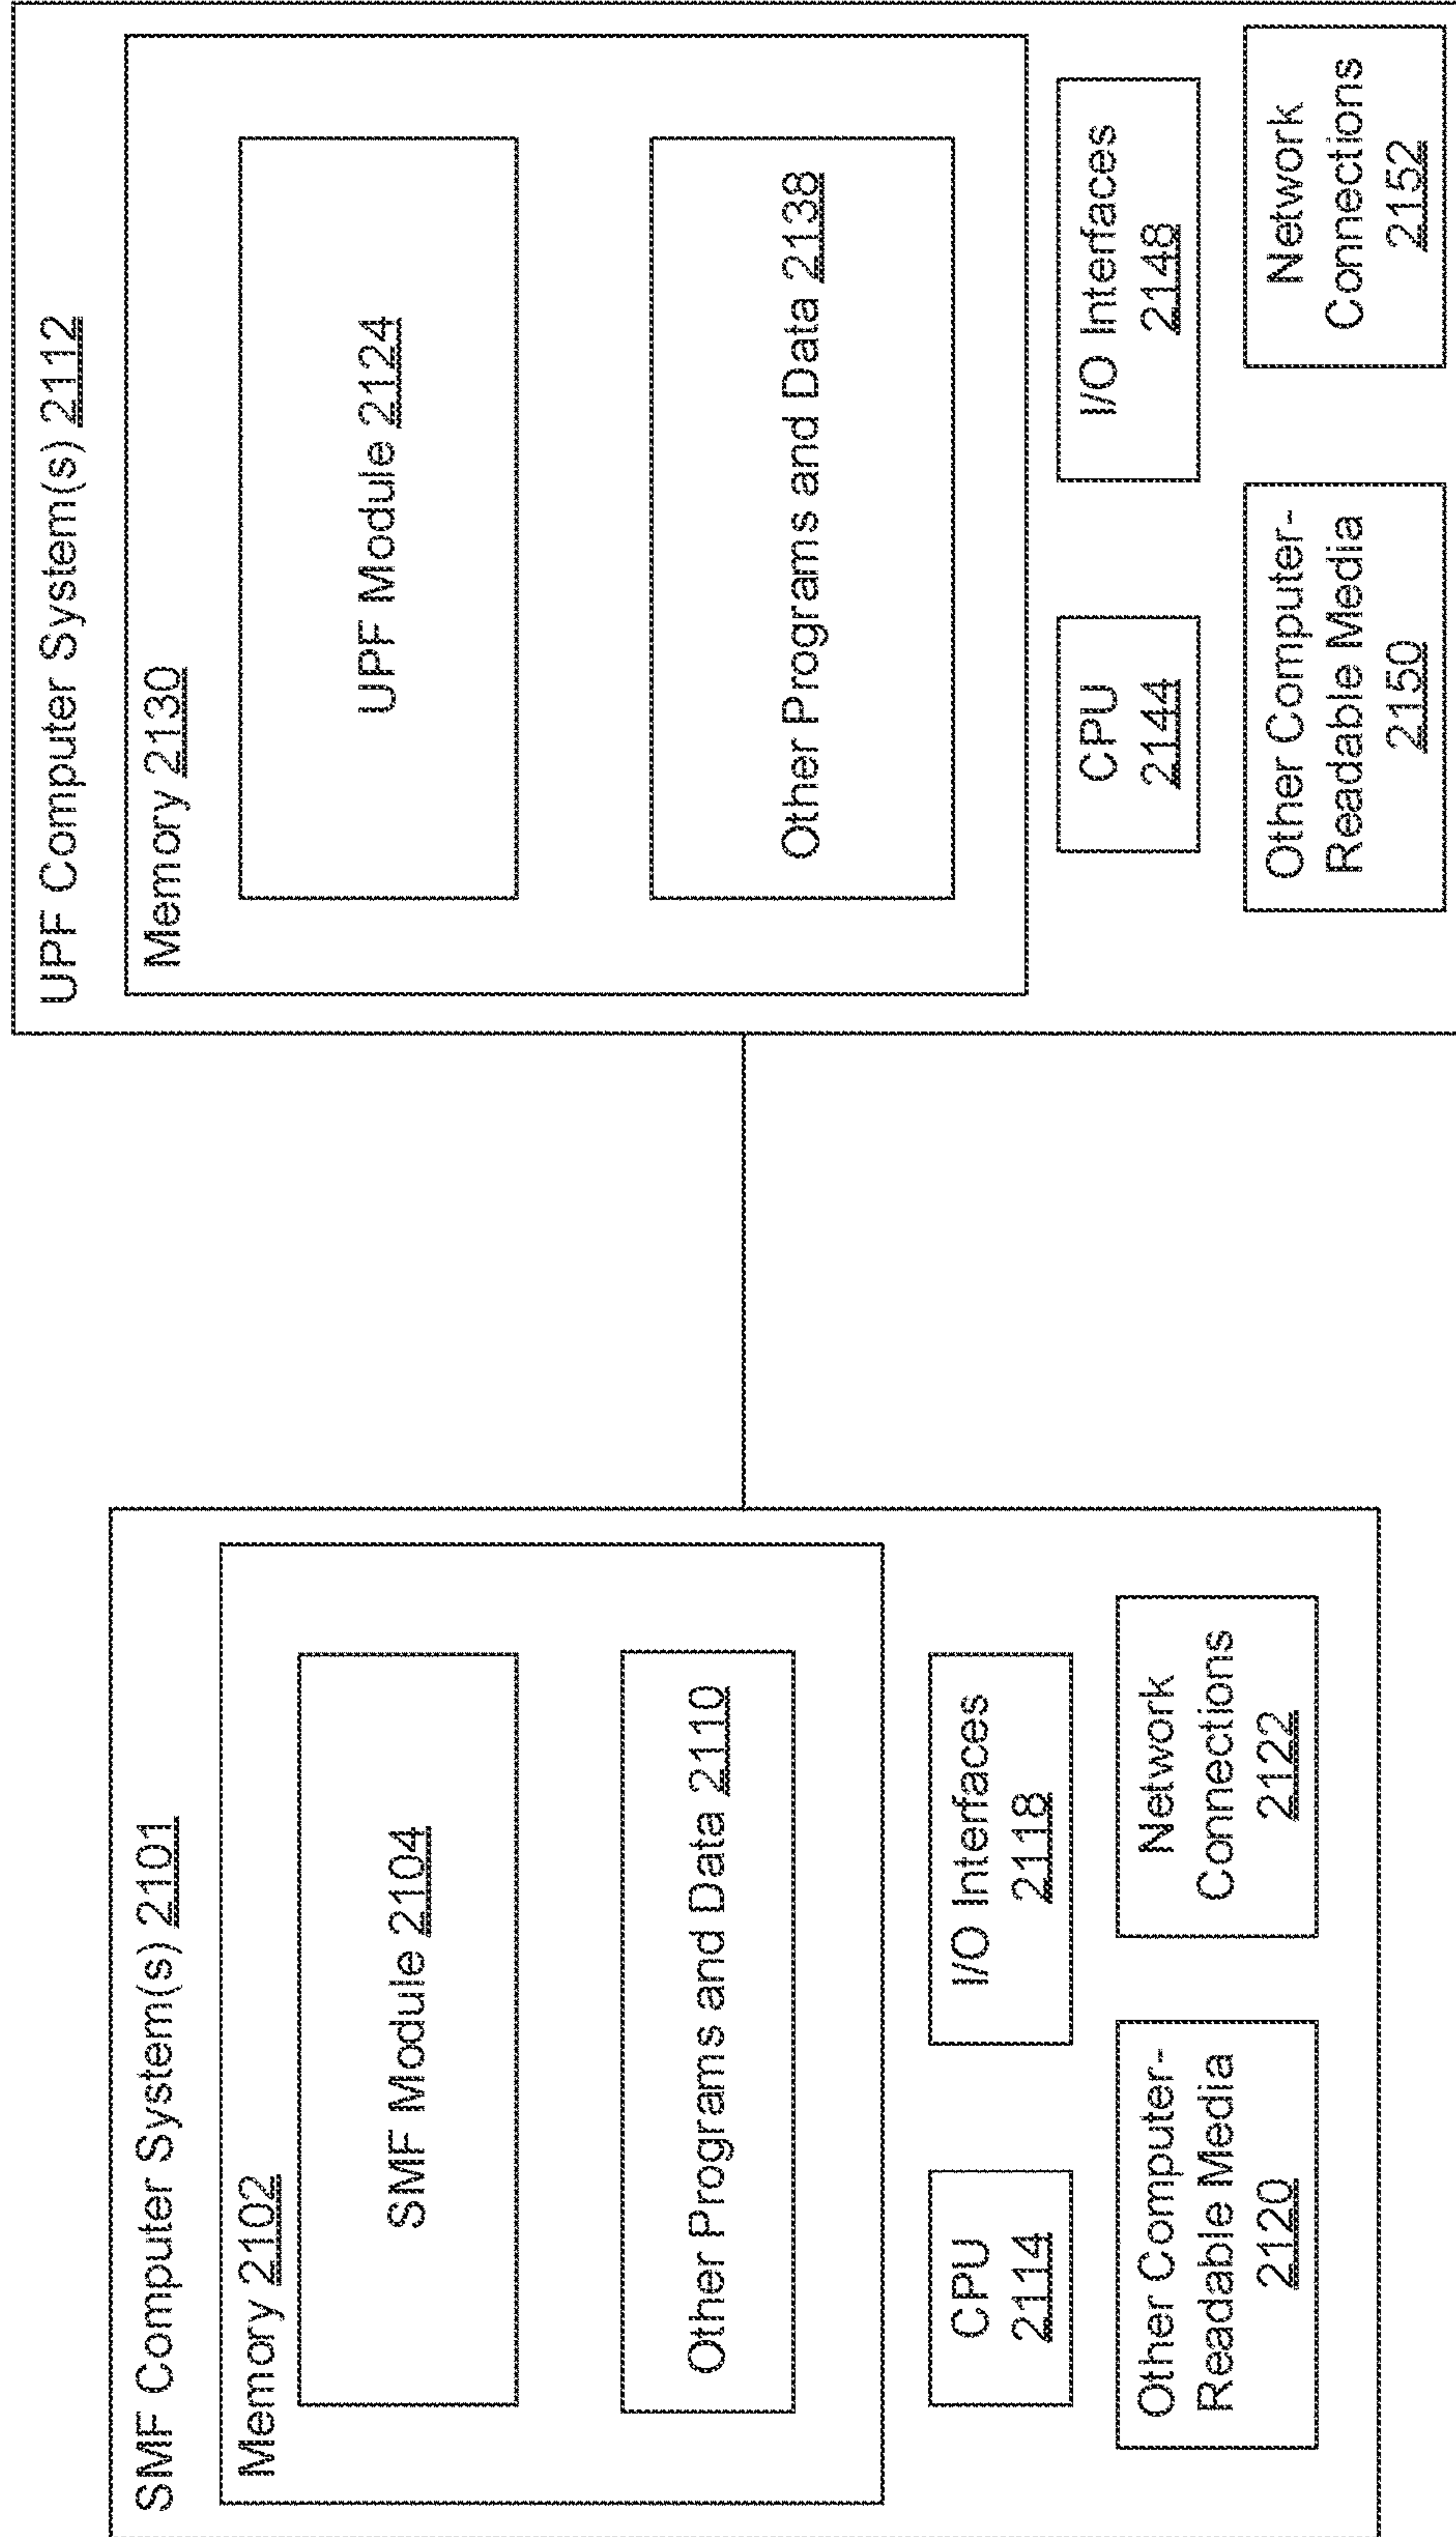 SMF Computer System(s) 2101
Memory 2102
SMF Module 2104
Other Programs and Data 2110
CPU
2114
I/O Interfaces
2118
Other Computer-
Readable Media
2120
Network
Connections
2122
UPF Computer System(s) 2112
Memory 2130
UPF Module 2124
Other Programs and Data 2138
CPU
2144
I/O Interfaces
2148
Other Computer-
Readable Media
2150
Network
Connections
2152